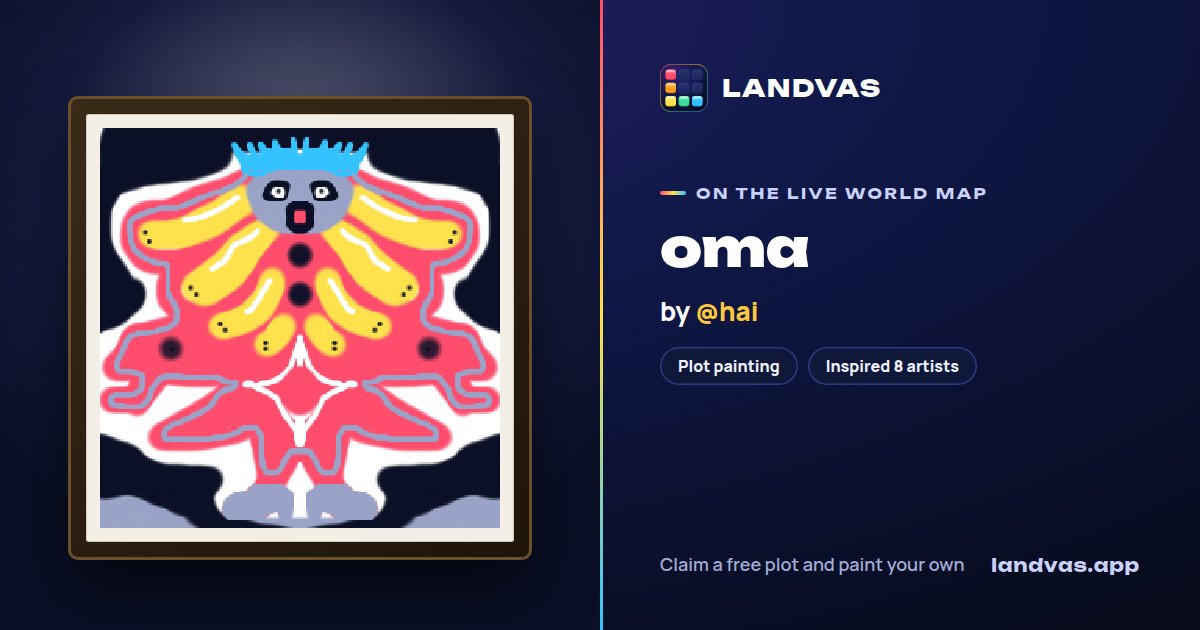 LANDVAS
ON THE LIVE WORLD MAP
oma
by @hai
Plot painting
Inspired 8 artists
Claim a free plot and paint your own
landvas.app